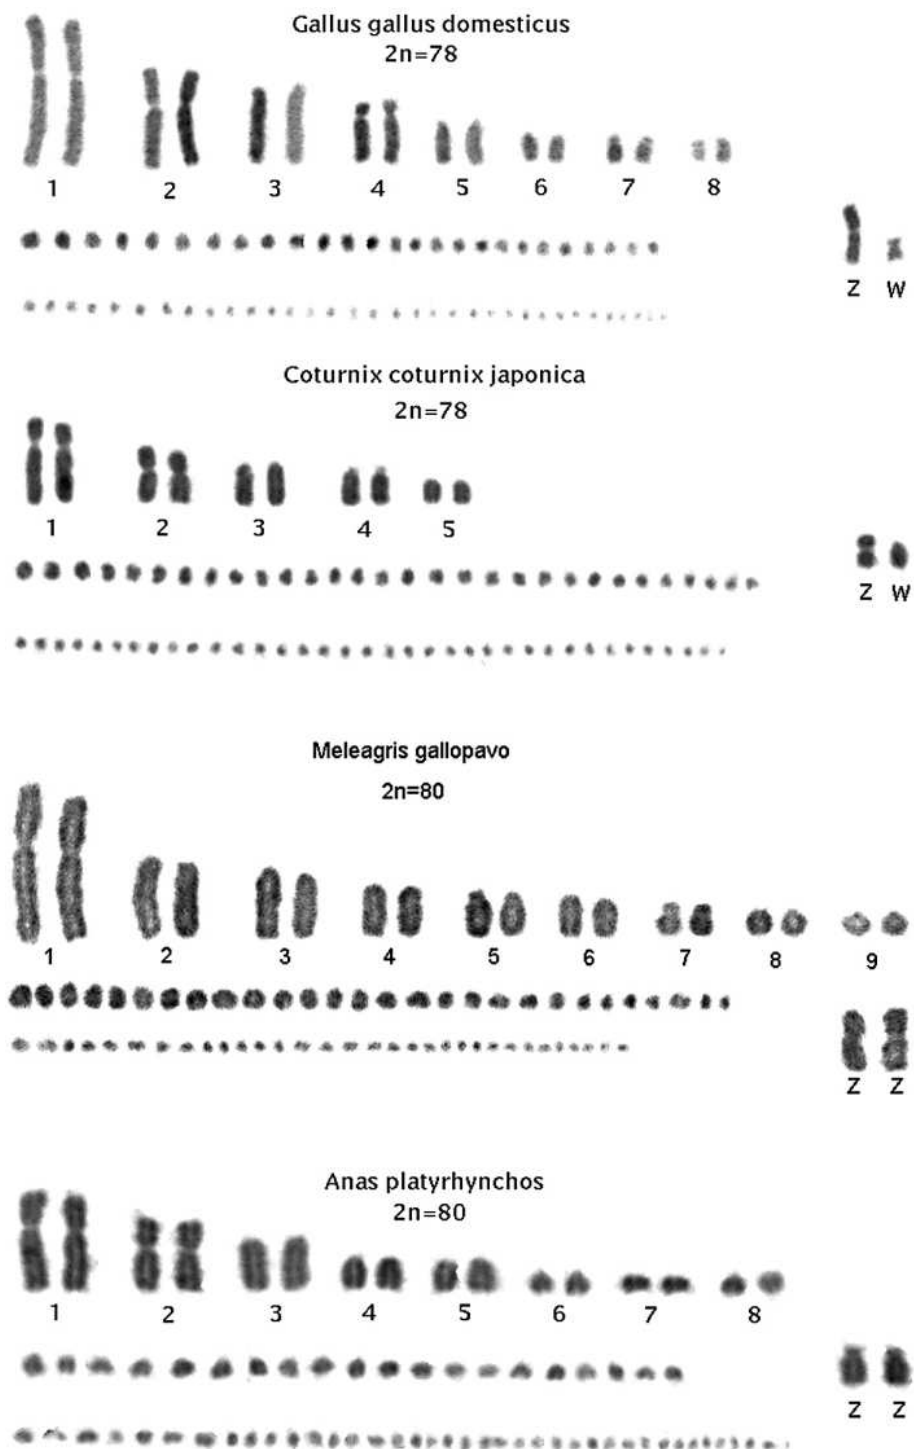 Gallus gallus domesticus
2n=78
1 2 3 4 5 6 7 8
Z W
Coturnix coturnix japonica
2n=78
1 2 3 4 5
Z W
Meleagris gallopavo
2n=80
1 2 3 4 5 6 7 8 9
Z Z
Anas platyrhynchos
2n=80
1 2 3 4 5 6 7 8
Z Z